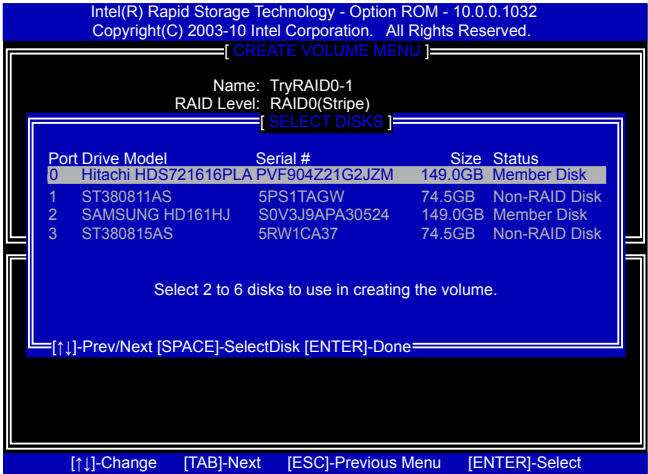 Intel(R) Rapid Storage Technology - Option ROM - 10.0.0.1032
Copyright(C) 2003-10 Intel Corporation. All Rights Reserved.
[ CREATE VOLUME MENU ]
Name: TryRAID0-1
RAID Level: RAID0(Stripe)
[ SELECT DISKS ]
Port Drive Model Serial # Size Status
0 Hitachi HDS721616PLA PVF904Z21G2JZM 149.0GB Member Disk
1 ST380811AS 5PS1TAGW 74.5GB Non-RAID Disk
2 SAMSUNG HD161HJ S0V3J9APA30524 149.0GB Member Disk
3 ST380815AS 5RW1CA37 74.5GB Non-RAID Disk
Select 2 to 6 disks to use in creating the volume.
[↑↓]-Prev/Next [SPACE]-SelectDisk [ENTER]-Done
[↑↓]-Change [TAB]-Next [ESC]-Previous Menu [ENTER]-Select